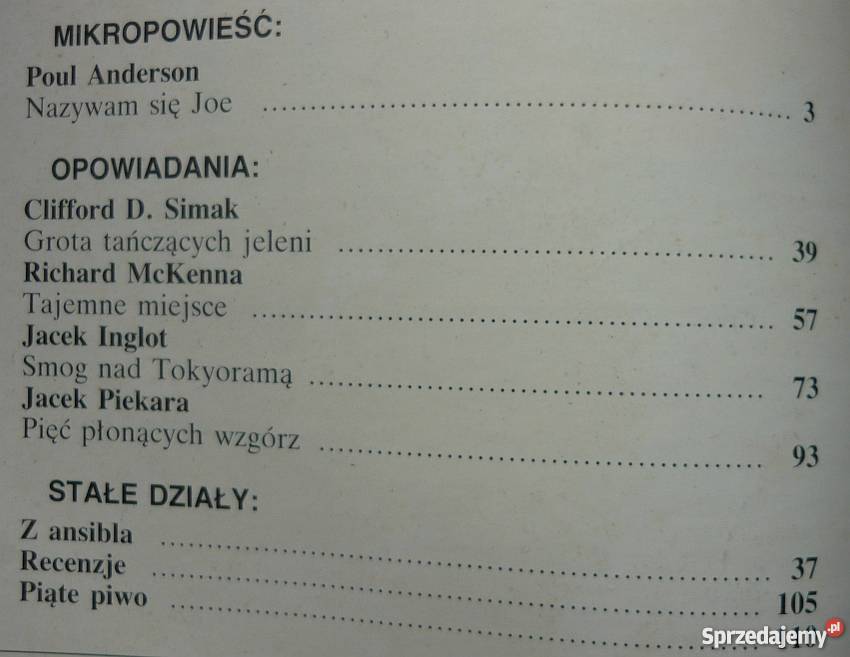 MIKROPOWIEŚĆ:
Poul Anderson
Nazywam się Joe ........................................ 3
OPOWIADANIA:
Clifford D. Simak
Grota tańczących jeleni ........................................ 39
Richard McKenna
Tajemne miejsce ........................................ 57
Jacek Inglot
Smog nad Tokyoramą ........................................ 73
Jacek Piekara
Pięć płonących wzgórz ........................................ 93
STAŁE DZIAŁY:
Z ansibla ........................................ 37
Recenzje ........................................ 105
Piąte piwo ........................................
Sprzedajemy.pl